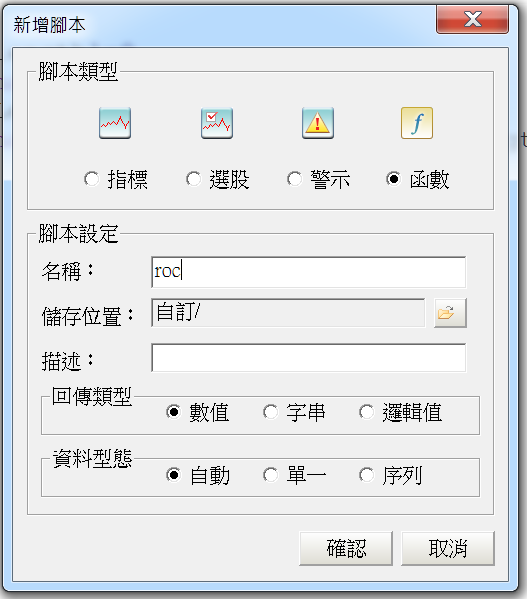 新增腳本
腳本類型
指標 選股 警示 函數
腳本設定
名稱： roc
儲存位置： 自訂/
描述：
回傳類型
數值 字串 邏輯值
資料型態
自動 單一 序列
確認 取消